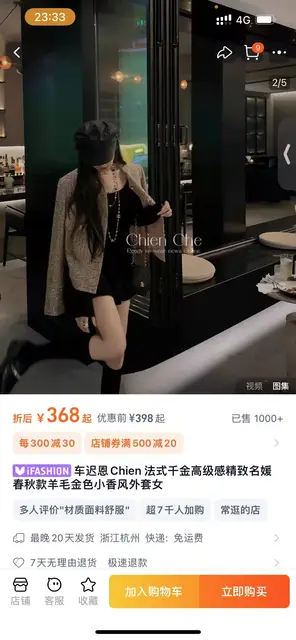 23:33
4G
9
2/5
Chien Che
视频 图集
折后 ¥368起 优惠前 ¥398起 已售 1000+
每300减30 店铺券满500减20
iFASHION 车迟恩Chien 法式千金高级感精致名媛
春秋款羊毛金色小香风外套女
多人评价"材质面料舒服" 超7千人加购 常逛的店
最晚20天发货 浙江杭州 快递: 免运费
7天无理由退货 极速退款
店铺 客服 收藏 加入购物车 立即购买